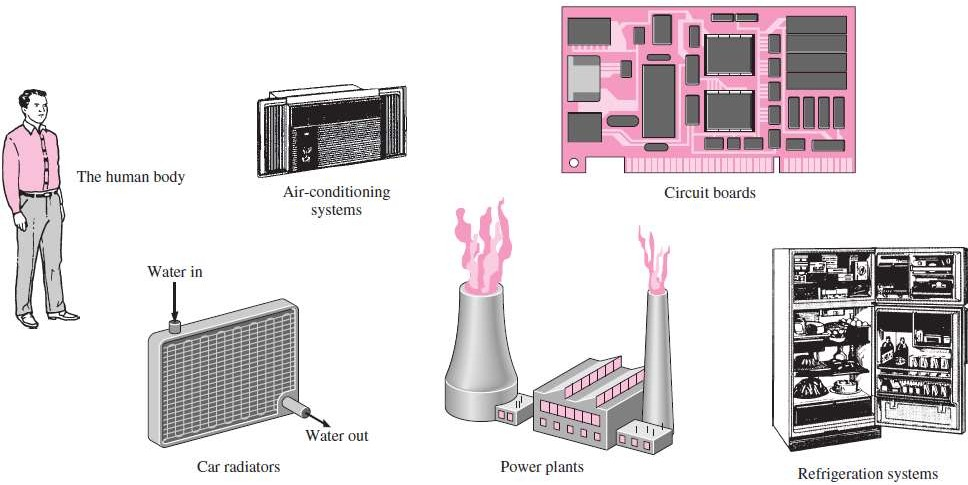 The human body
Air-conditioning
systems
Circuit boards
Water in
Water out
Car radiators
Power plants
Refrigeration systems